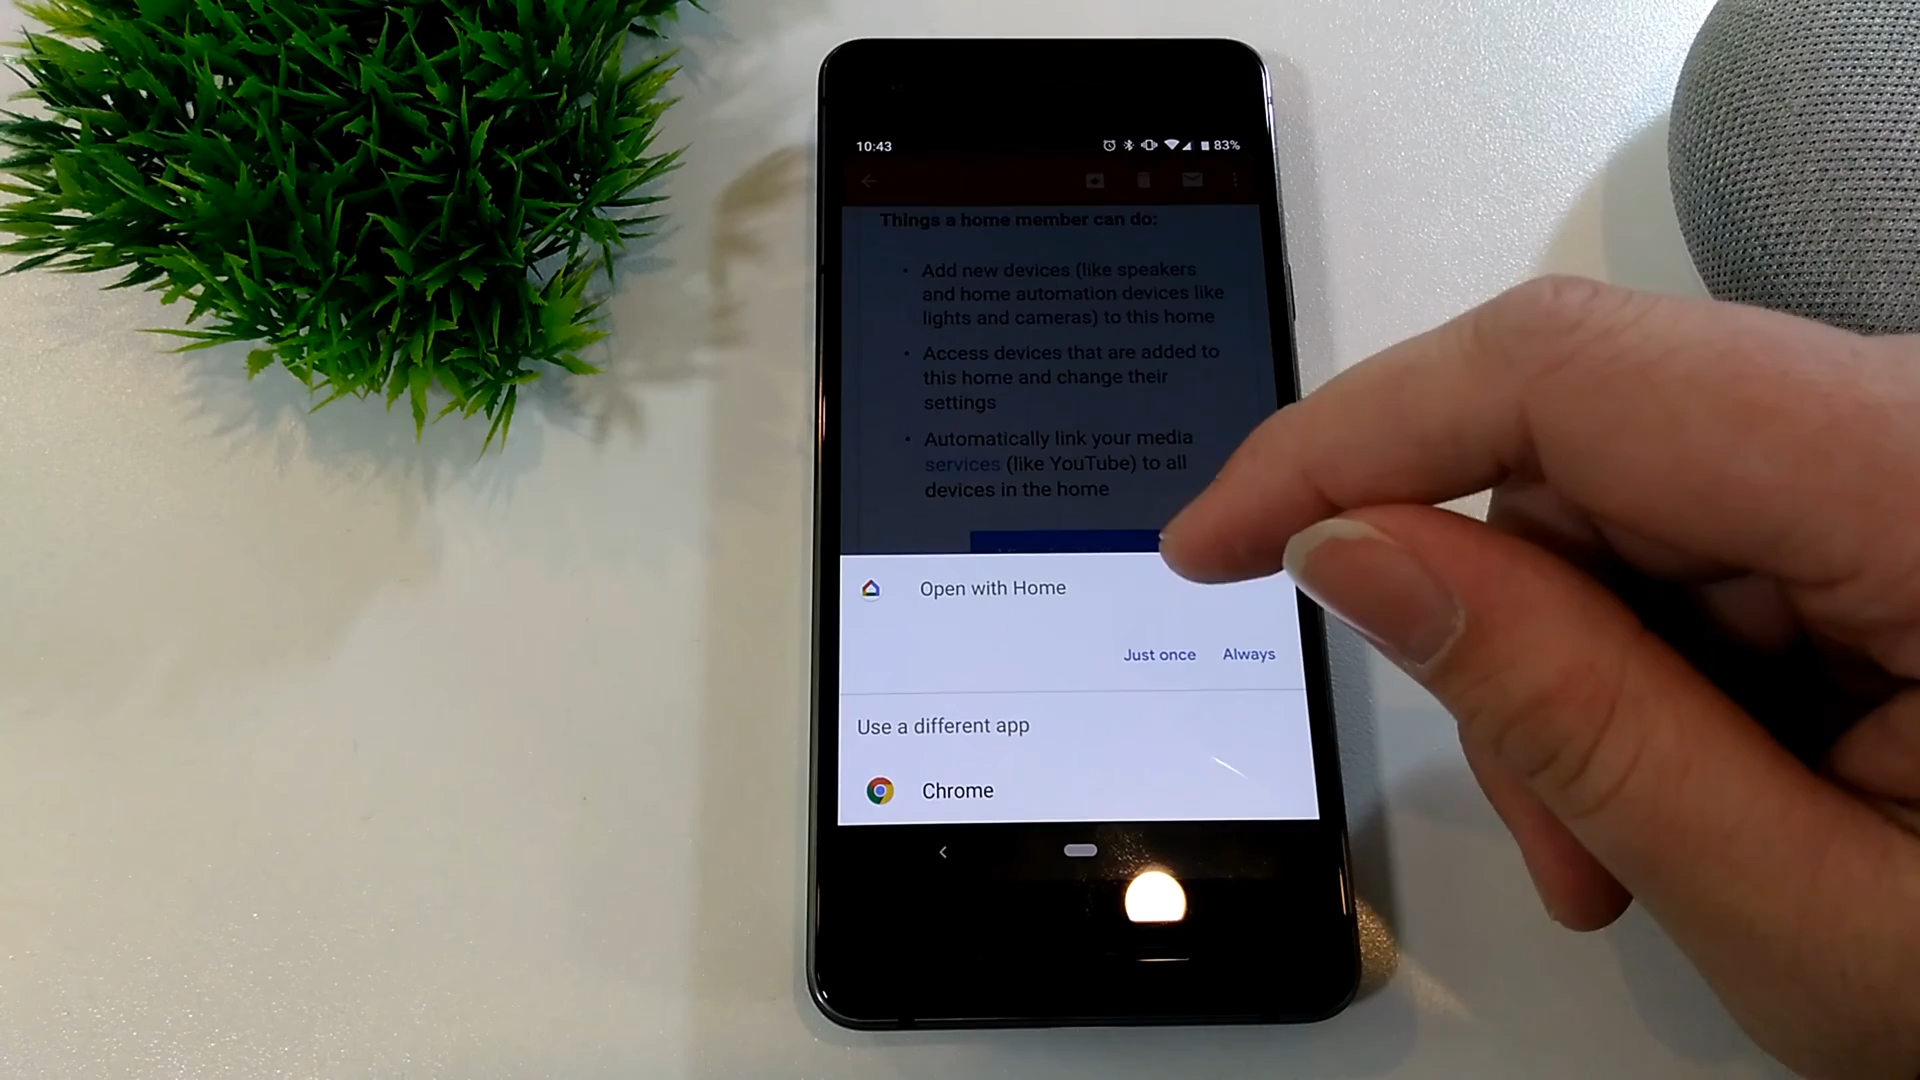 10:43
83%
Things a home member can do:
• Add new devices (like speakers
and home automation devices like
lights and cameras) to this home
• Access devices that are added to
this home and change their
settings
• Automatically link your media
services (like YouTube) to all
devices in the home
Open with Home
Just once Always
Use a different app
Chrome